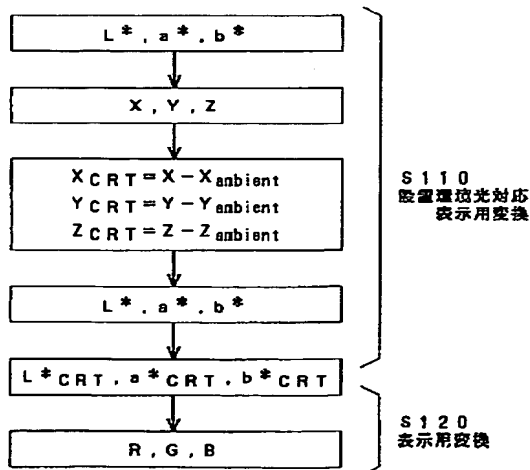 L*, a*, b*
X, Y, Z
XCRT=X-Xambient
YCRT=Y-Yambient
ZCRT=Z-Zambient
L*, a*, b*
L*CRT, a*CRT, b*CRT
R, G, B
S110
設置環境光対応
表示用変換
S120
表示用変換